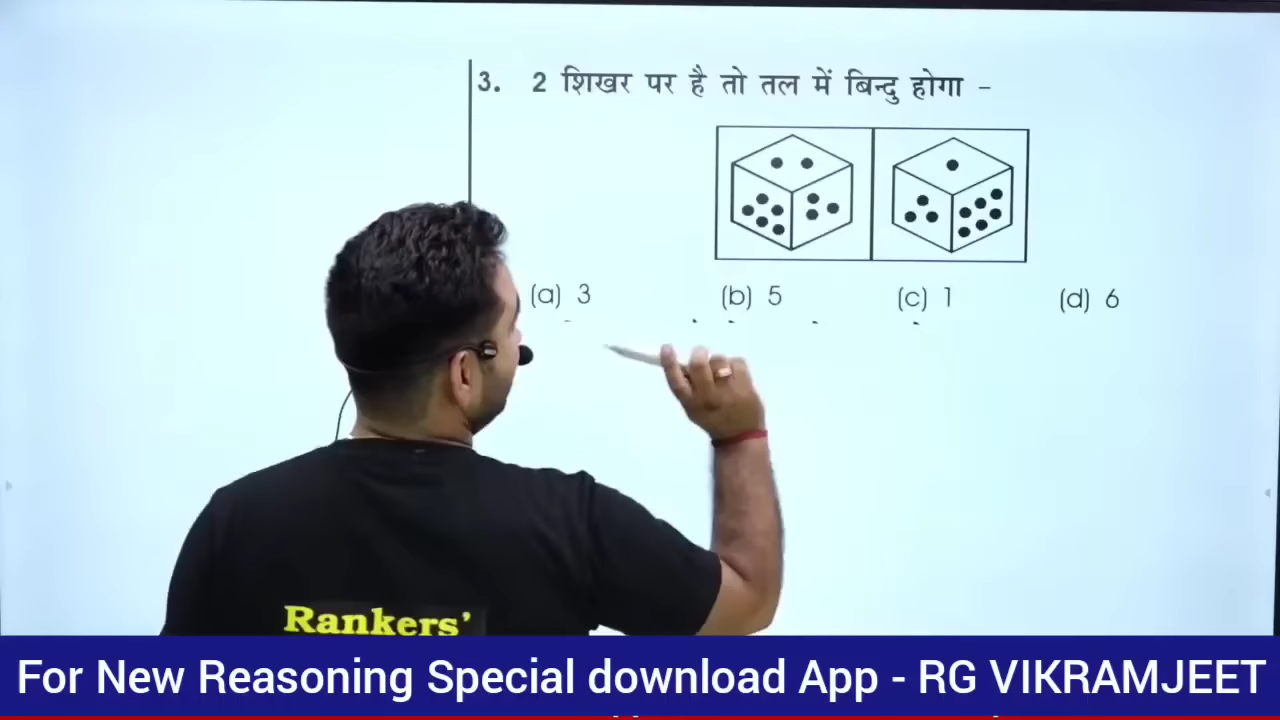 3. 2 शिखर पर है तो तल में बिन्दु होगा –
(a) 3 (b) 5 (c) 1 (d) 6
Rankers'
For New Reasoning Special download App - RG VIKRAMJEET